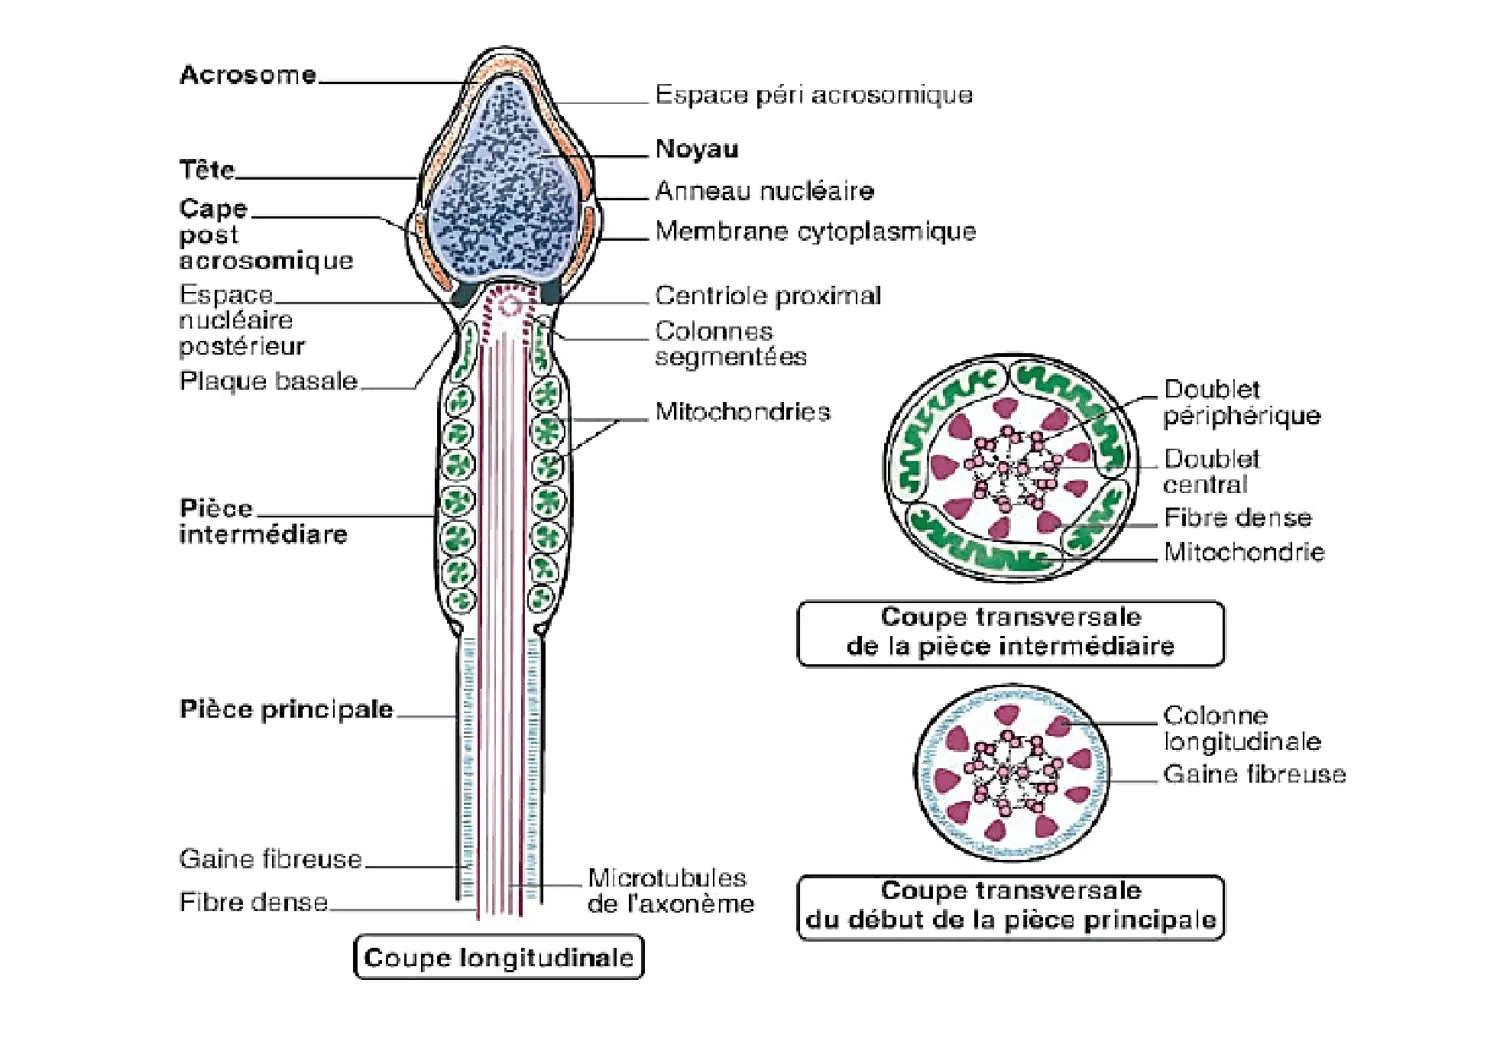 Acrosome
Tête
Cape
post
acrosomique
Espace
nucléaire
postérieur
Plaque basale
Pièce
intermédiare
Pièce principale
Gaine fibreuse
Fibre dense
Espace péri acrosomique
Noyau
Anneau nucléaire
Membrane cytoplasmique
Centriole proximal
Colonnes
segmentées
Mitochondries
Microtubules
de l'axonème
Coupe longitudinale
Doublet
périphérique
Doublet
central
Fibre dense
Mitochondrie
Coupe transversale
de la pièce intermédiaire
Colonne
longitudinale
Gaine fibreuse
Coupe transversale
du début de la pièce principale